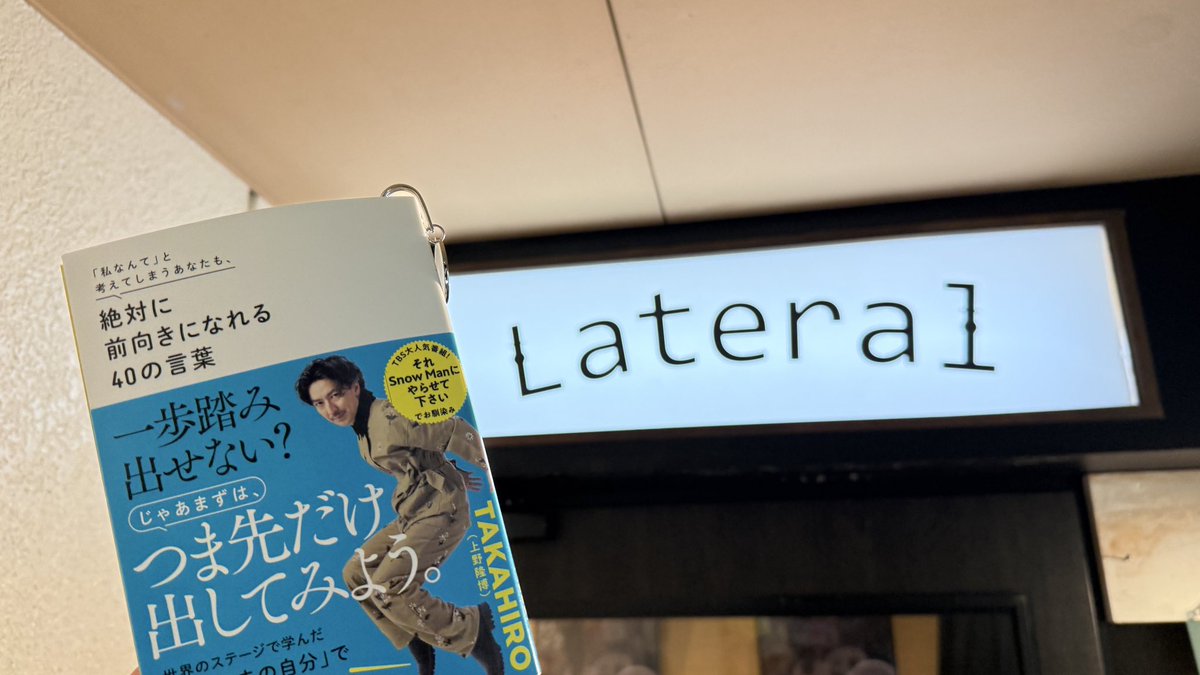 「私なんて」と
考えてしまうあなたも、
絶対に
前向きになれる
40の言葉
TBS大人気番組！
それ
Snow Manに
やらせて
下さい
でお馴染み
一歩踏み
出せない？
じゃあまずは、
つま先だけ
出してみよう。
TAKAHIRO
（上野隆博）
世界のステージで学んだ
の自分」で
Lateral